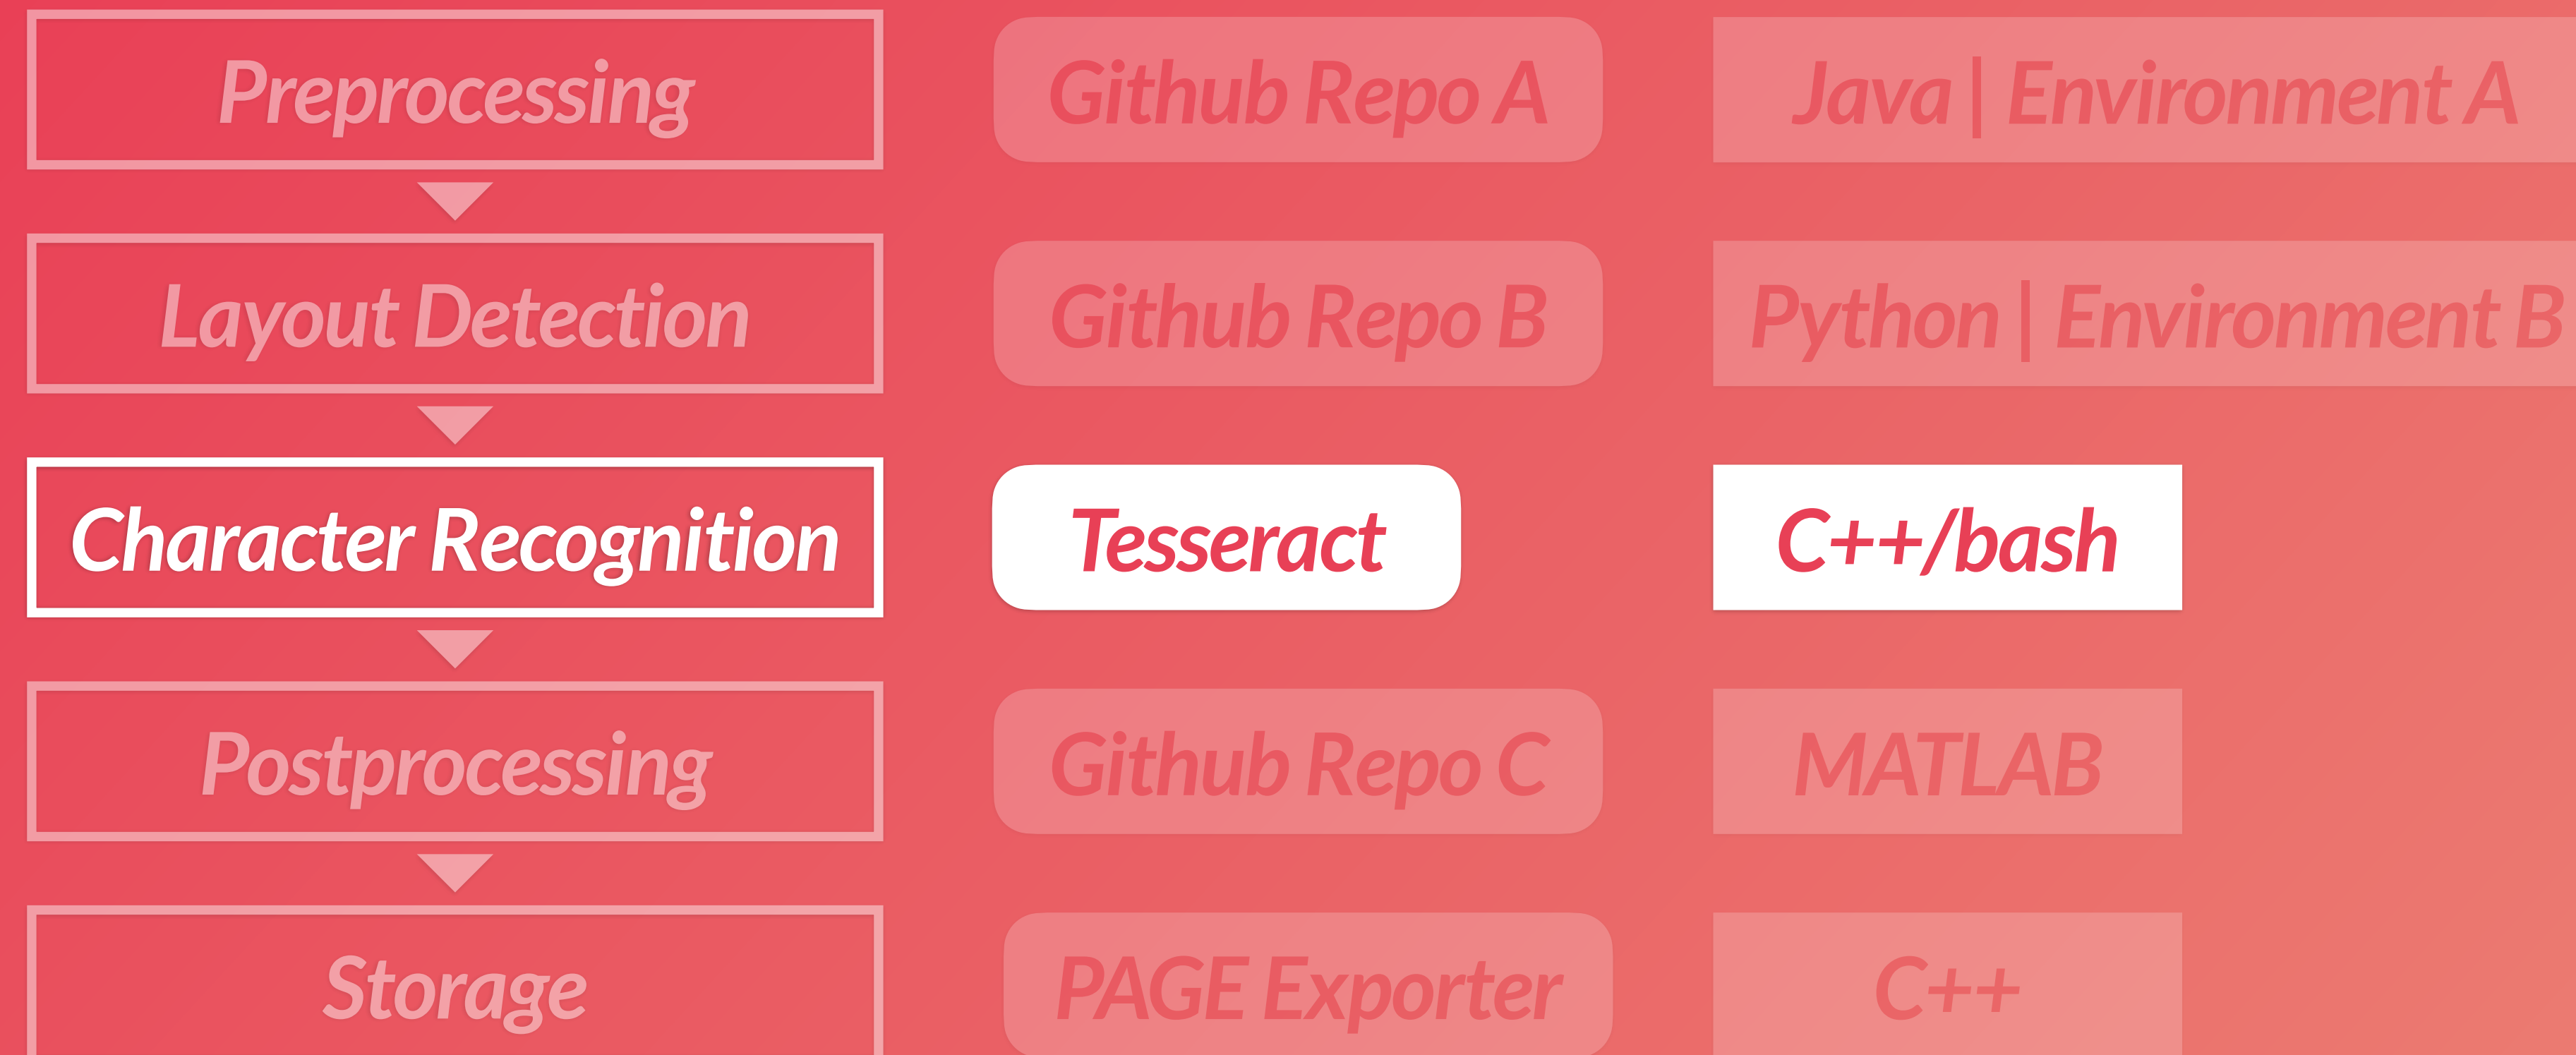 Preprocessing
Github Repo A
Java | Environment A
Layout Detection
Github Repo B
Python | Environment B
Character Recognition
Tesseract
C++/bash
Postprocessing
Github Repo C
MATLAB
Storage
PAGE Exporter
C++